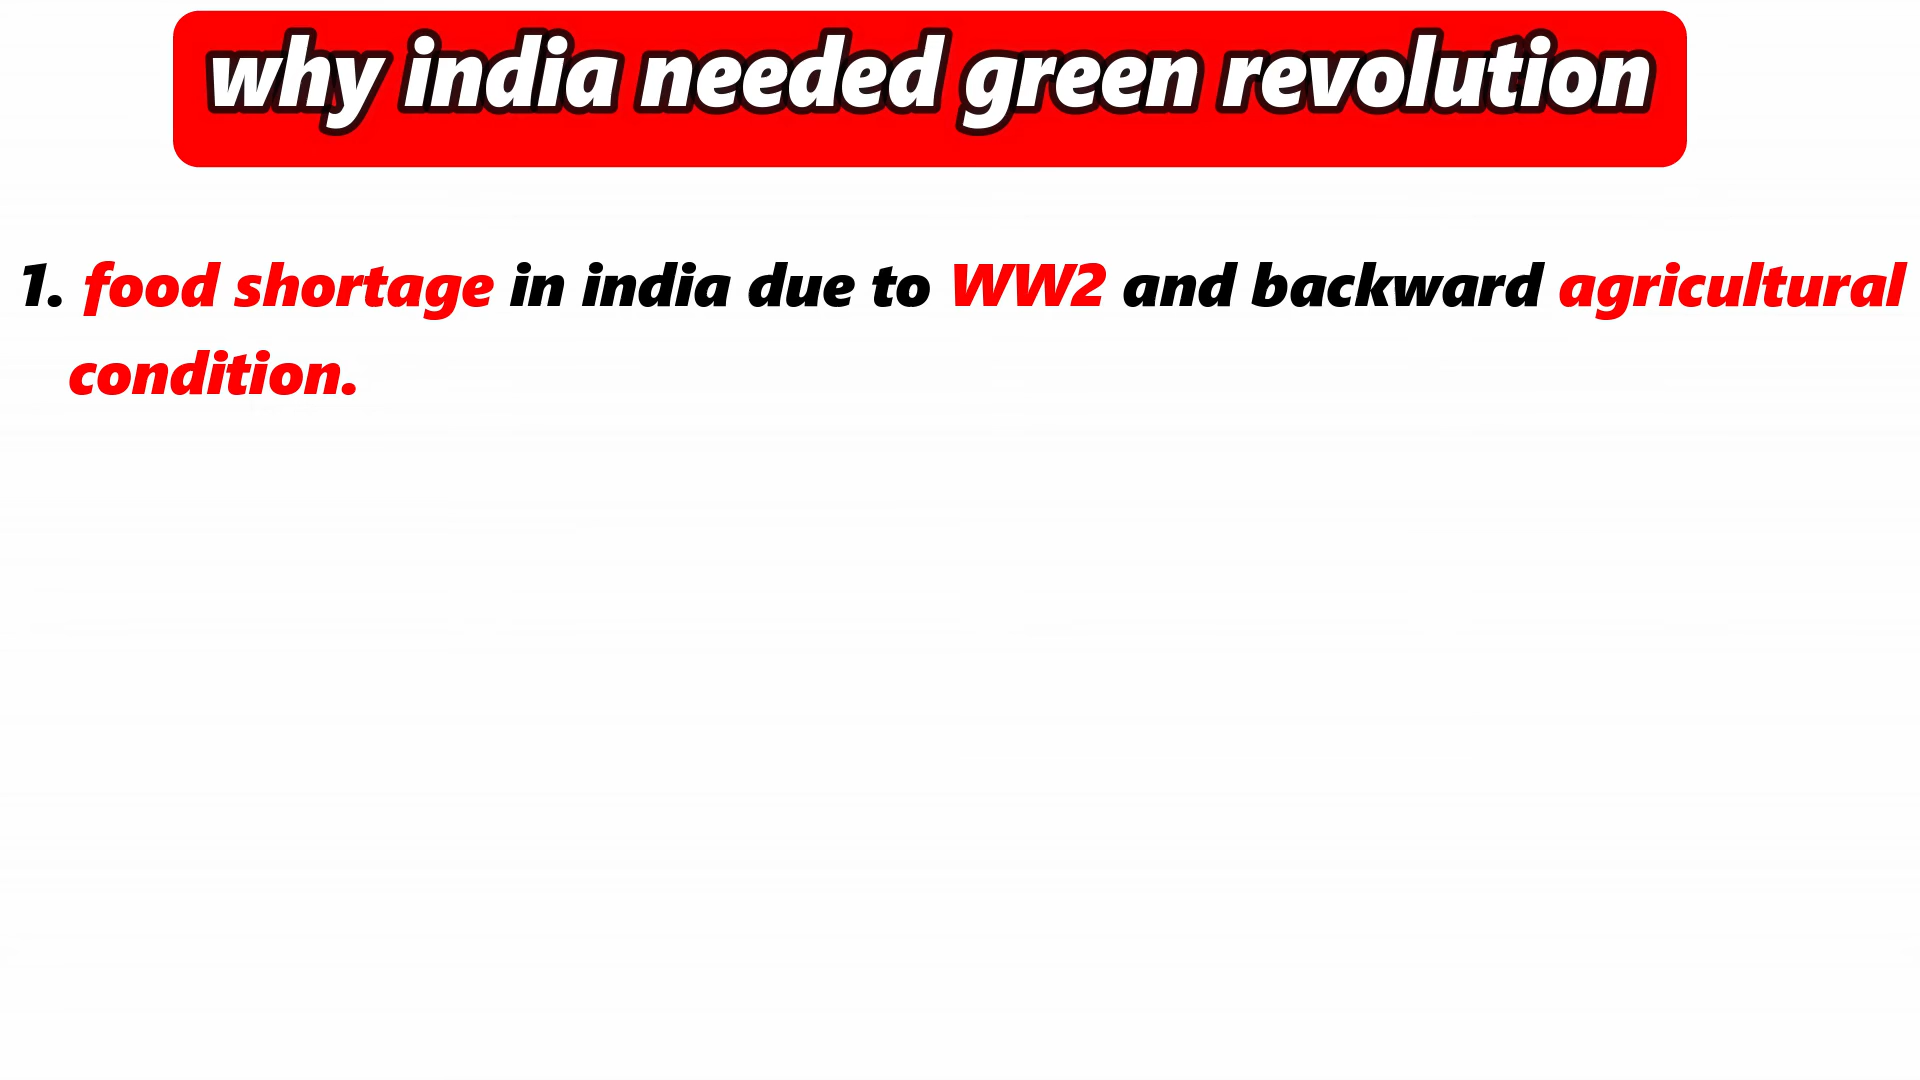 why india needed green revolution
1. food shortage in india due to WW2 and backward agricultural
condition.